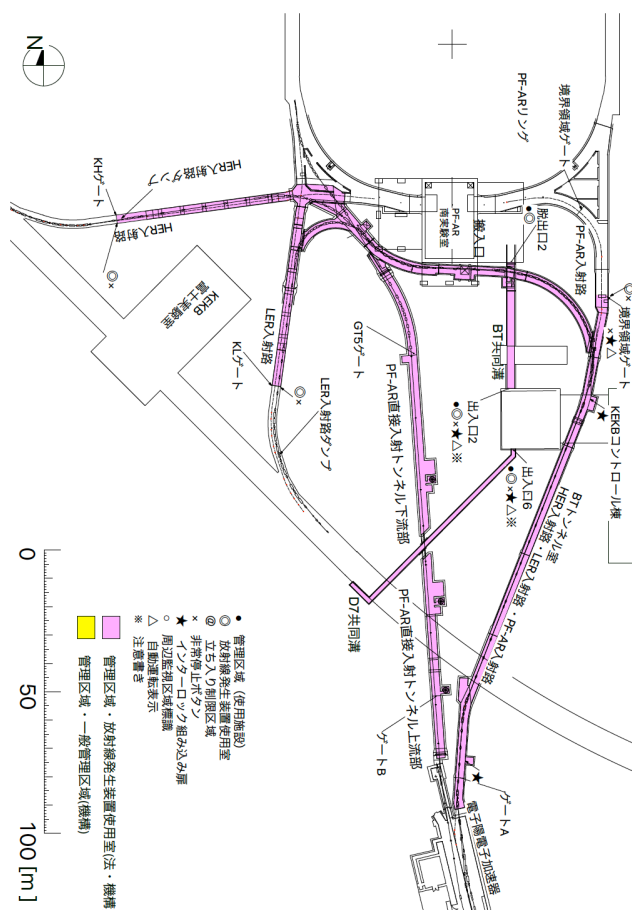 N
PF-ARリング
境界領域ゲート
HER入射路ダンプ
KHゲート
HER入射路
◎×
PF-AR
南実験室
搬入口
脱出口2
●◎
PF-AR入射路
◎×
境界領域ゲート
×★△
KEKB
富士実験室
LER入射路
KLゲート
◎×
LER入射路ダンプ
GT5ゲート
BT共同溝
★
KEKBコントロール棟
出入口2
●◎×★△※
出入口6
●◎×★△※
PF-AR直接入射トンネル下流部
BTトンネル室
HER入射路・LER入射路・PF-AR入射路
D7共同溝
PF-AR直接入射トンネル上流部
ゲートB
★
ゲートA
電子陽電子加速器
0
50
100 [m]
● 管理区域（使用施設）
◎ 放射線発生装置使用室
@ 立ち入り制限区域
× 非常停止ボタン
★ インターロック組み込み扉
○ 周辺監視区域標識
△ 自動運転表示
※ 注意書き
管理区域・放射線発生装置使用室(法・機構
管理区域・一般管理区域(機構)